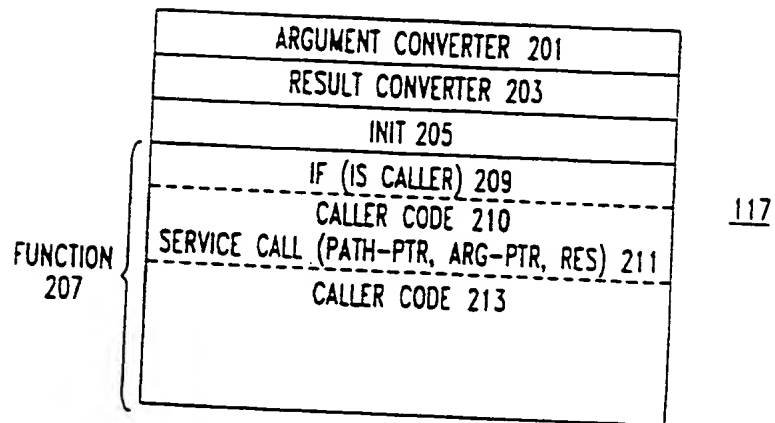 ARGUMENT CONVERTER 201
RESULT CONVERTER 203
INIT 205
IF (IS CALLER) 209
CALLER CODE 210
SERVICE CALL (PATH-PTR, ARG-PTR, RES) 211
CALLER CODE 213
FUNCTION
207
117